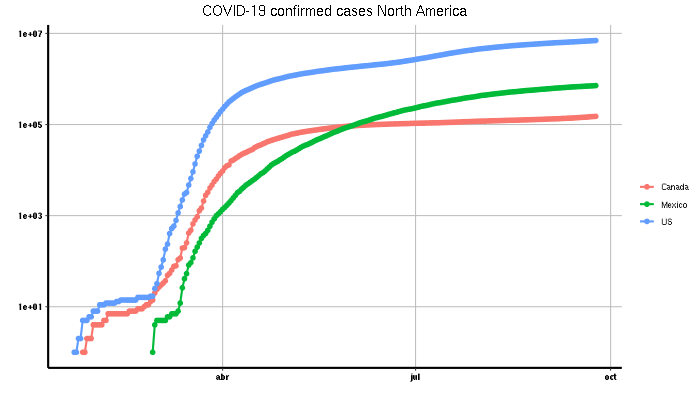 COVID-19 confirmed cases North America
1e+07
1e+05
1e+03
1e+01
abr
jul
oct
Canada
Mexico
US